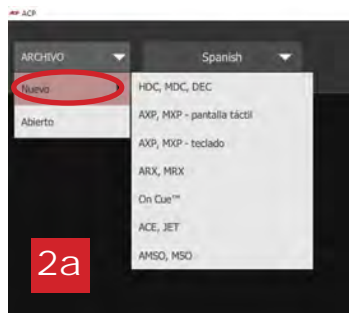 ACP
ARCHIVO
Spanish
Nuevo
HDC, MDC, DEC
Abierto
AXP, MXP - pantalla táctil
AXP, MXP - teclado
ARX, MRX
On Cue™
ACE, JET
AMSO, MSO
2a